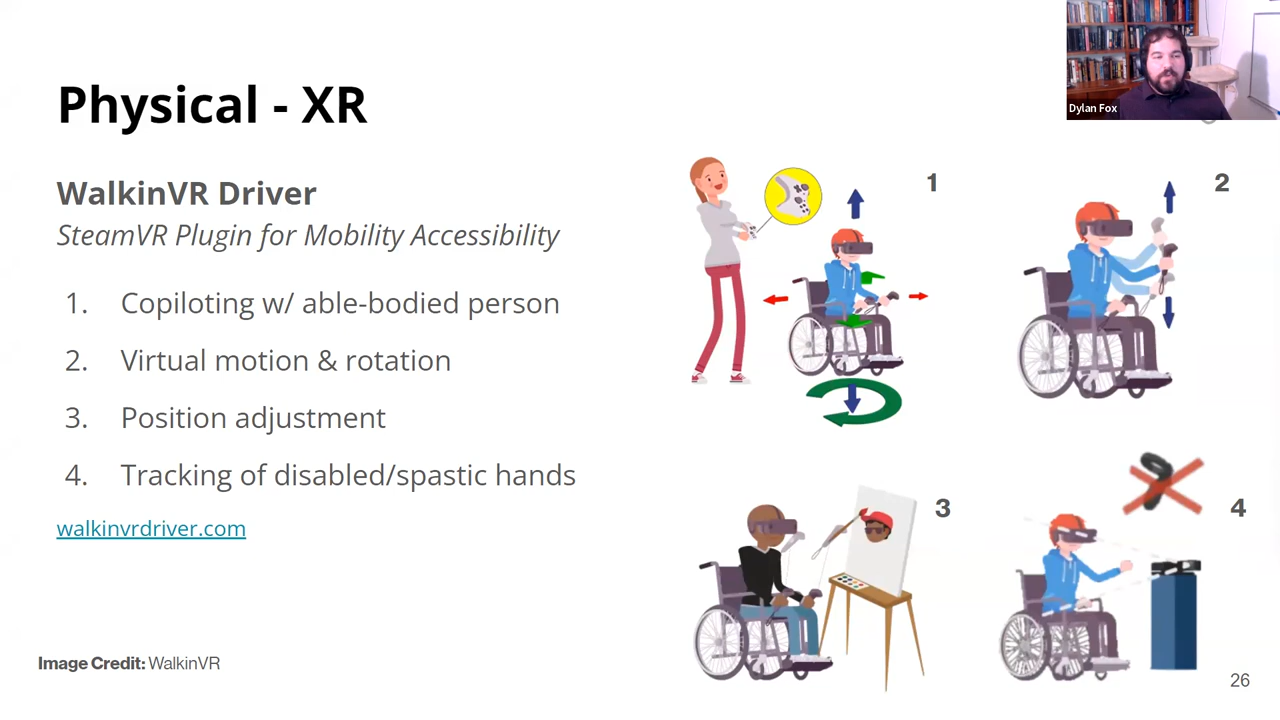 Physical - XR
Dylan Fox
WalkinVR Driver
SteamVR Plugin for Mobility Accessibility
1. Copiloting w/ able-bodied person
2. Virtual motion & rotation
3. Position adjustment
4. Tracking of disabled/spastic hands
walkinvrdriver.com
1
2
3
4
Image Credit: WalkinVR
26